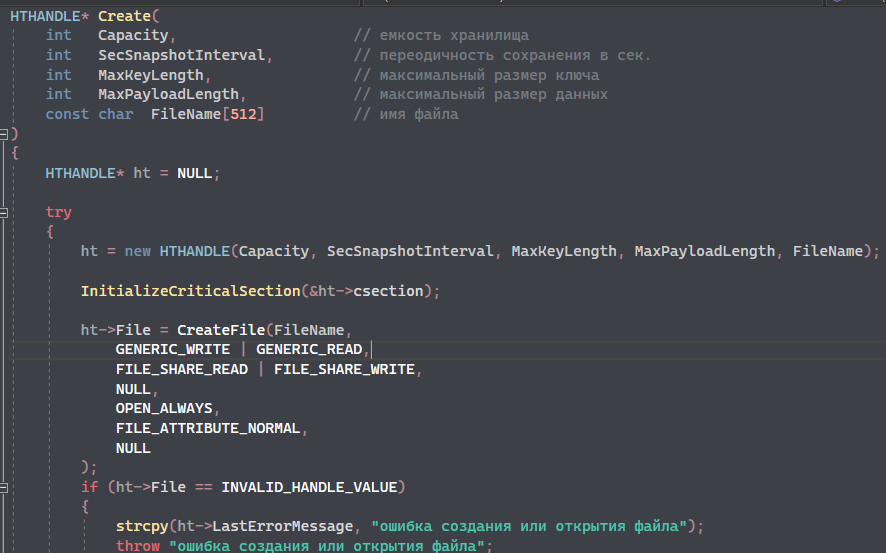 HTHANDLE* Create(
int Capacity, // емкость хранилища
int SecSnapshotInterval, // переодичность сохранения в сек.
int MaxKeyLength, // максимальный размер ключа
int MaxPayloadLength, // максимальный размер данных
const char FileName[512] // имя файла
)
{
HTHANDLE* ht = NULL;
try
{
ht = new HTHANDLE(Capacity, SecSnapshotInterval, MaxKeyLength, MaxPayloadLength, FileName);
InitializeCriticalSection(&ht->csection);
ht->File = CreateFile(FileName,
GENERIC_WRITE | GENERIC_READ,
FILE_SHARE_READ | FILE_SHARE_WRITE,
NULL,
OPEN_ALWAYS,
FILE_ATTRIBUTE_NORMAL,
NULL
);
if (ht->File == INVALID_HANDLE_VALUE)
{
strcpy(ht->LastErrorMessage, "ошибка создания или открытия файла");
throw "ошибка создания или открытия файла";